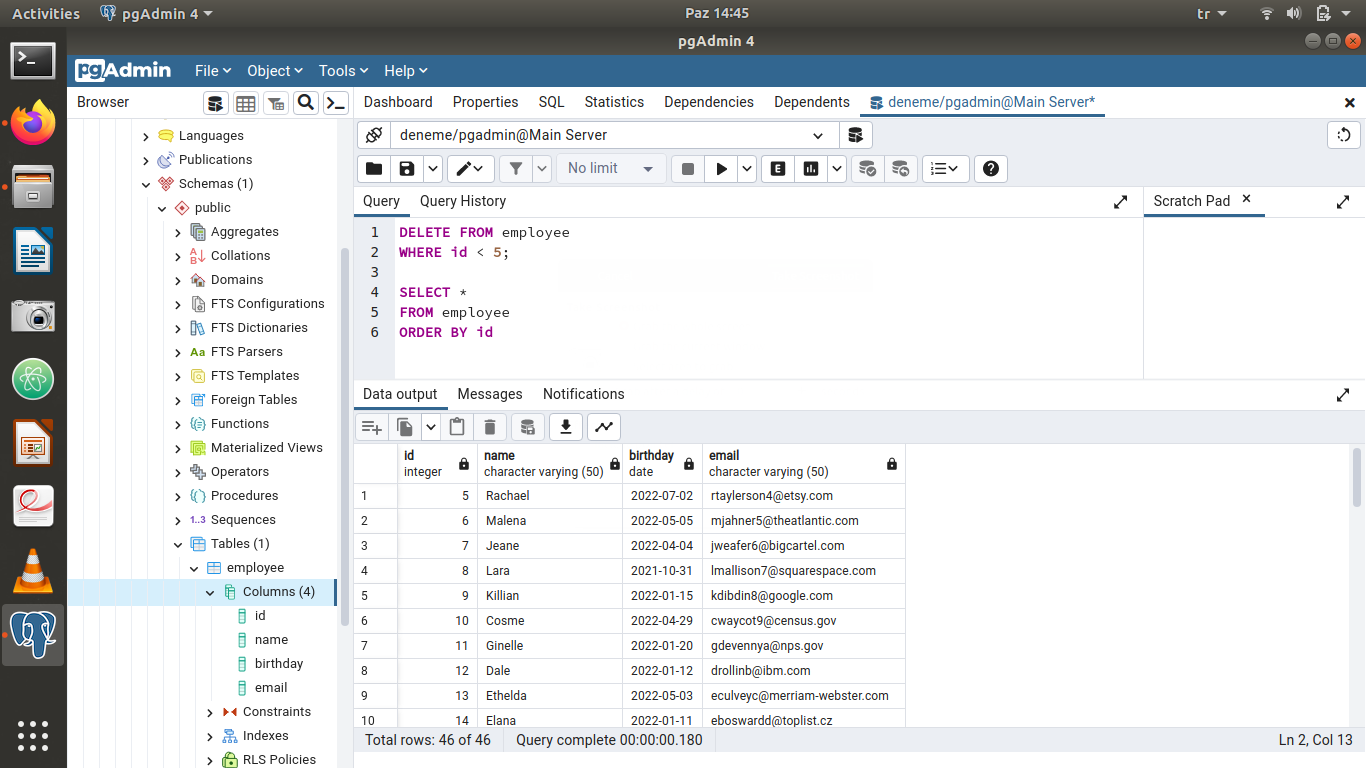 Activities pgAdmin 4 Paz 14:45 tr
pgAdmin 4
pgAdmin File Object Tools Help
Browser Dashboard Properties SQL Statistics Dependencies Dependents deneme/pgadmin@Main Server*
deneme/pgadmin@Main Server
No limit
E
Query Query History Scratch Pad
1 DELETE FROM employee
2 WHERE id < 5;
3
4 SELECT *
5 FROM employee
6 ORDER BY id
Languages
Publications
Schemas (1)
public
Aggregates
Collations
Domains
FTS Configurations
FTS Dictionaries
Aa FTS Parsers
FTS Templates
Foreign Tables
Functions
Materialized Views
Operators
Procedures
1..3 Sequences
Tables (1)
employee
Columns (4)
id
name
birthday
email
Constraints
Indexes
RLS Policies
Data output Messages Notifications
id name birthday email
integer character varying (50) date character varying (50)
1 5 Rachael 2022-07-02 rtaylerson4@etsy.com
2 6 Malena 2022-05-05 mjahner5@theatlantic.com
3 7 Jeane 2022-04-04 jweafer6@bigcartel.com
4 8 Lara 2021-10-31 lmallison7@squarespace.com
5 9 Killian 2022-01-15 kdibdin8@google.com
6 10 Cosme 2022-04-29 cwaycot9@census.gov
7 11 Ginelle 2022-01-20 gdevennya@nps.gov
8 12 Dale 2022-01-12 drollinb@ibm.com
9 13 Ethelda 2022-05-03 eculveyc@merriam-webster.com
10 14 Elana 2022-01-11 eboswardd@toplist.cz
Total rows: 46 of 46 Query complete 00:00:00.180 Ln 2, Col 13